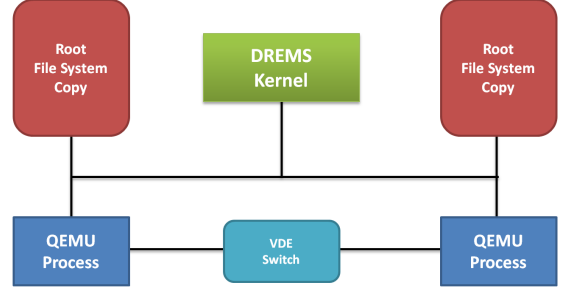 Root
File System
Copy
DREMS
Kernel
Root
File System
Copy
QEMU
Process
VDE
Switch
QEMU
Process